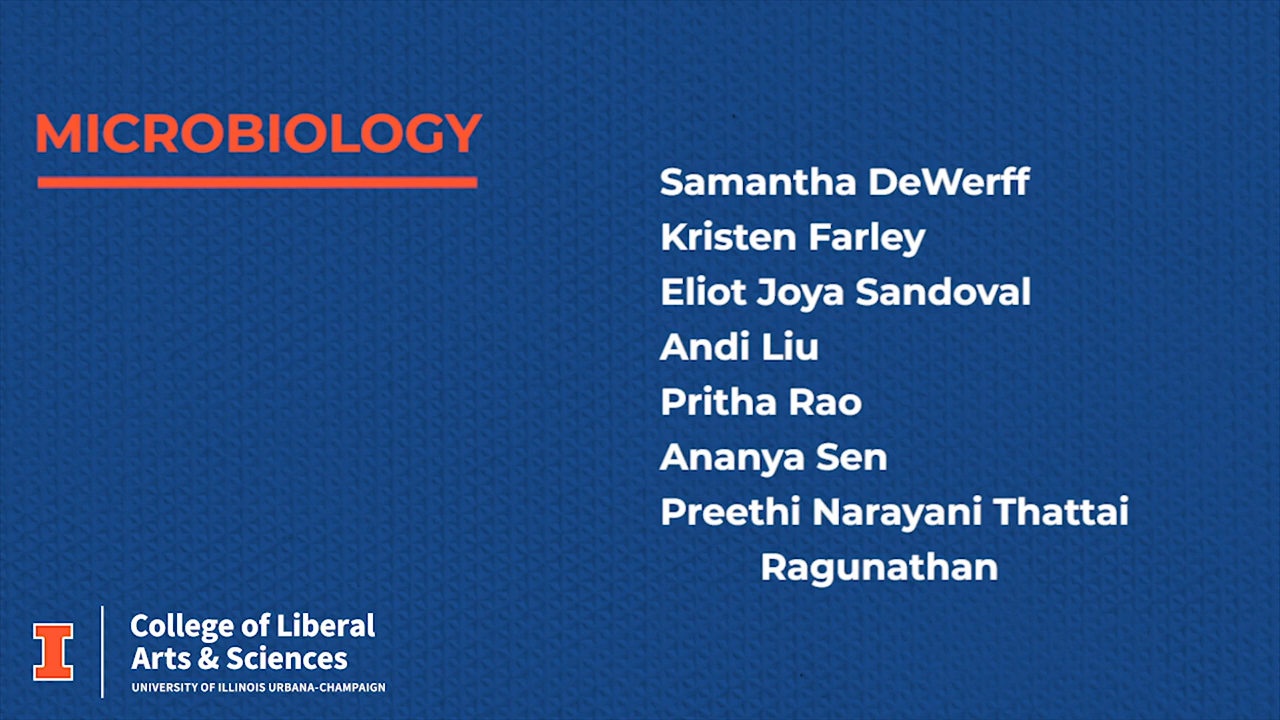 MICROBIOLOGY
Samantha DeWerff
Kristen Farley
Eliot Joya Sandoval
Andi Liu
Pritha Rao
Ananya Sen
Preethi Narayani Thattai
Ragunathan
College of Liberal
Arts & Sciences
UNIVERSITY OF ILLINOIS URBANA-CHAMPAIGN